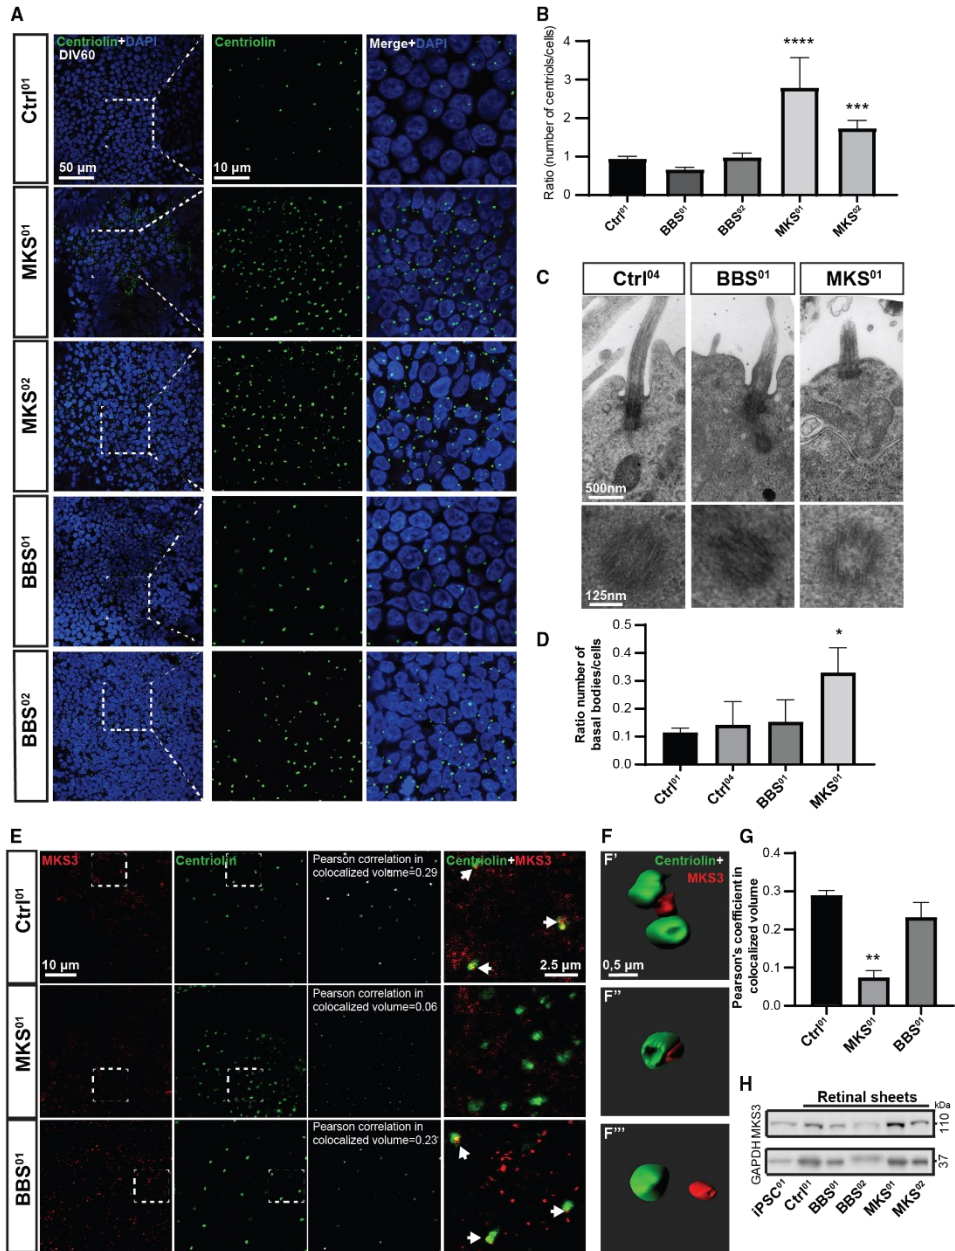 A
Centriolin+DAPI
DIV60
Centriolin
Merge+DAPI
Ctrl01
50 µm
10 µm
MKS01
MKS02
BBS01
BBS02
B
Ratio (number of centriols/cells)
4
3
2
1
0
****
***
Ctrl01
BBS01
BBS02
MKS01
MKS02
C
Ctrl04
BBS01
MKS01
500nm
125nm
D
Ratio number of
basal bodies/cells
0.5
0.4
0.3
0.2
0.1
0.0
*
Ctrl01
Ctrl04
BBS01
MKS01
E
MKS3
Centriolin
Pearson correlation in
colocalized volume=0.29
Centriolin+MKS3
Ctrl01
10 µm
2.5 µm
MKS01
Pearson correlation in
colocalized volume=0.06
BBS01
Pearson correlation in
colocalized volume=0.23
F
F'
Centriolin+
MKS3
0,5 µm
F''
F'''
G
Pearson's coefficient in
colocalized volume
0.4
0.3
0.2
0.1
0.0
**
Ctrl01
MKS01
BBS01
H
Retinal sheets
kDa
MKS3
110
GAPDH
37
iPSC01
Ctrl01
BBS01
BBS02
MKS01
MKS02